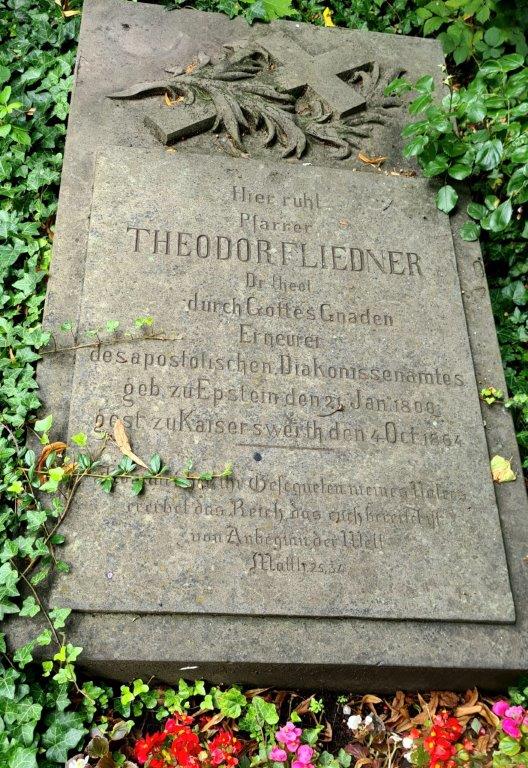 Hier ruht
Pfarrer
THEODOR FLIEDNER
Dr. theol.
durch Gottes Gnaden
Erneurer
des apostolischen Diakonissenamtes
geb. zu Epstein den 21. Jan. 1800.
gest. zu Kaiserswerth den 4. Oct. 1864.
ihr Gesegneten meines Vaters
ererbet das Reich das euch bereitet ist
von Anbeginn der Welt
Matth. 25,34.